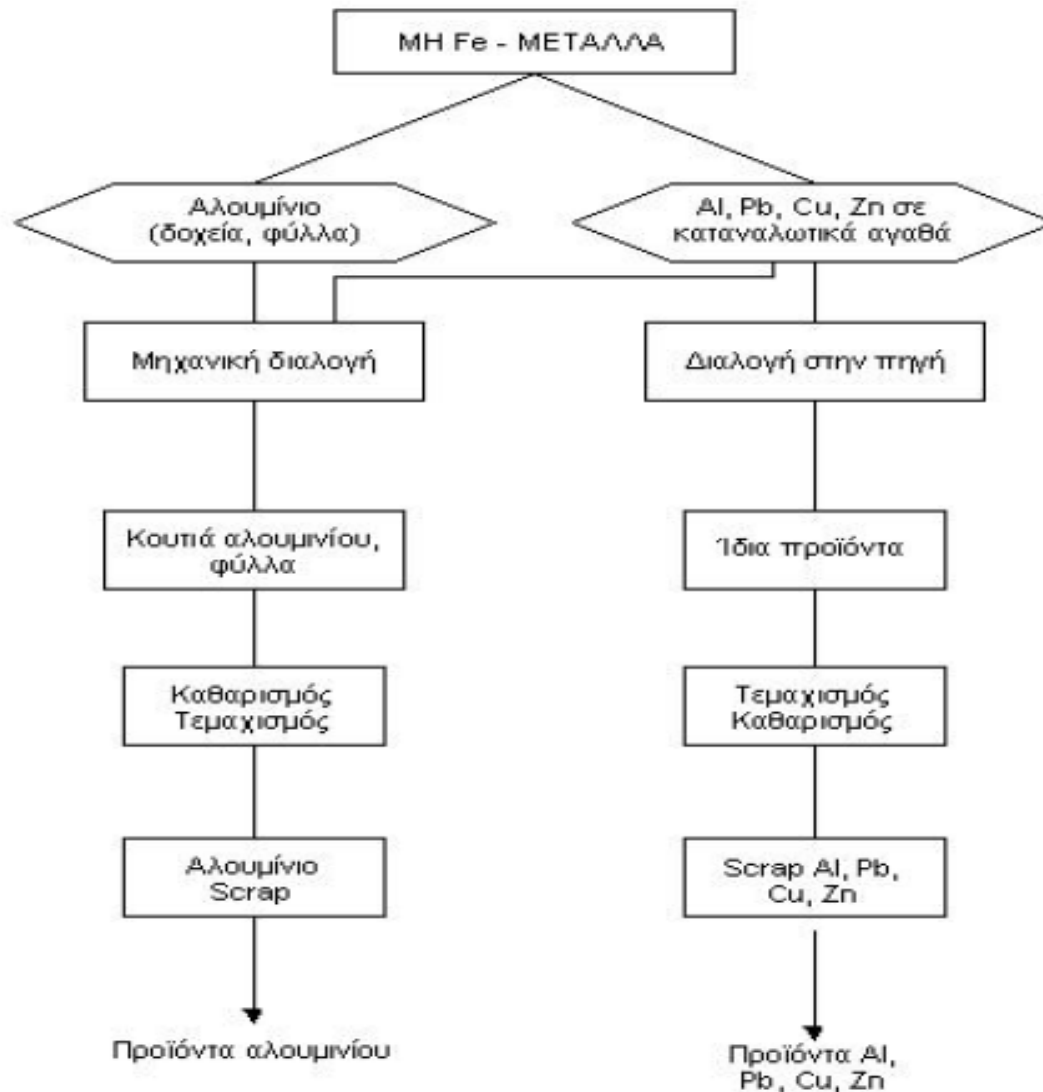 ΜΗ Fe - ΜΕΤΑΛΛΑ
Αλουμίνιο
(δοχεία, φύλλα)
Al, Pb, Cu, Zn σε
καταναλωτικά αγαθά
Μηχανική διαλογή
Διαλογή στην πηγή
Κουτιά αλουμινίου,
φύλλα
Ίδια προϊόντα
Καθαρισμός
Τεμαχισμός
Τεμαχισμός
Καθαρισμός
Αλουμίνιο
Scrap
Scrap Al, Pb,
Cu, Zn
Προϊόντα αλουμινίου
Προϊόντα Al,
Pb, Cu, Zn